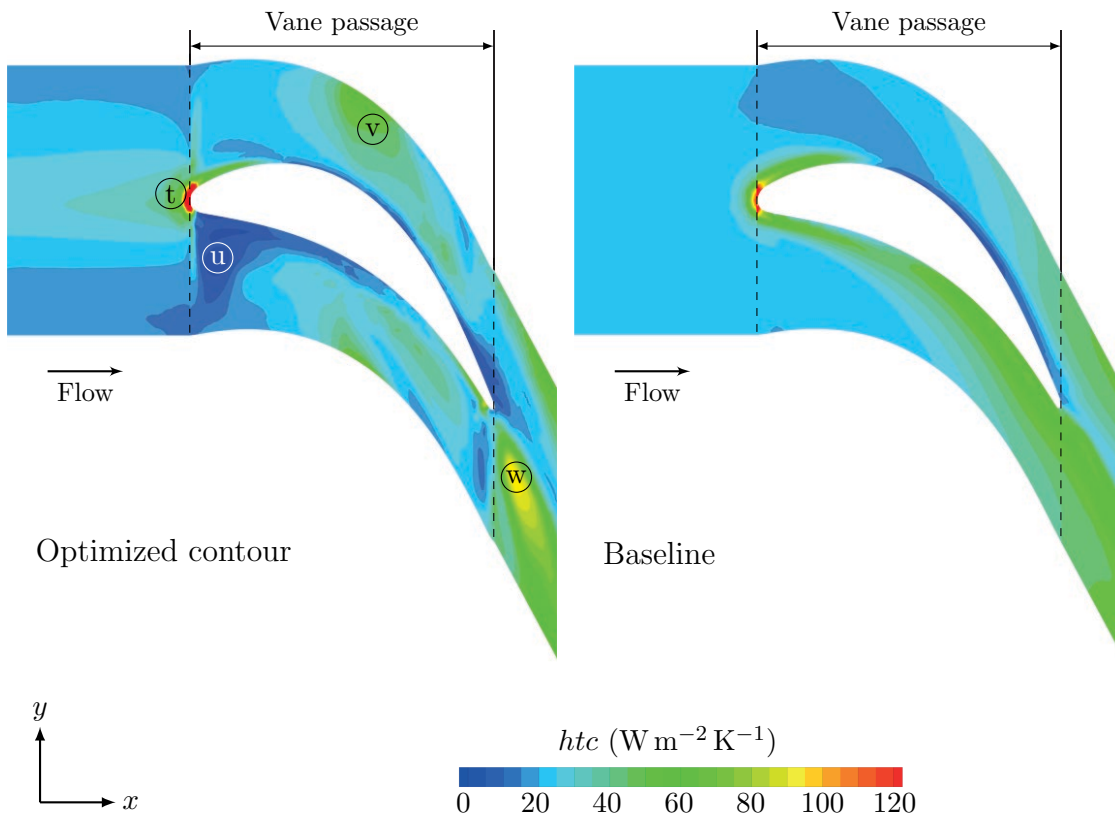 Vane passage Vane passage
t
v
u
w
Flow Flow
Optimized contour Baseline
y
x
htc (W m⁻² K⁻¹)
0 20 40 60 80 100 120